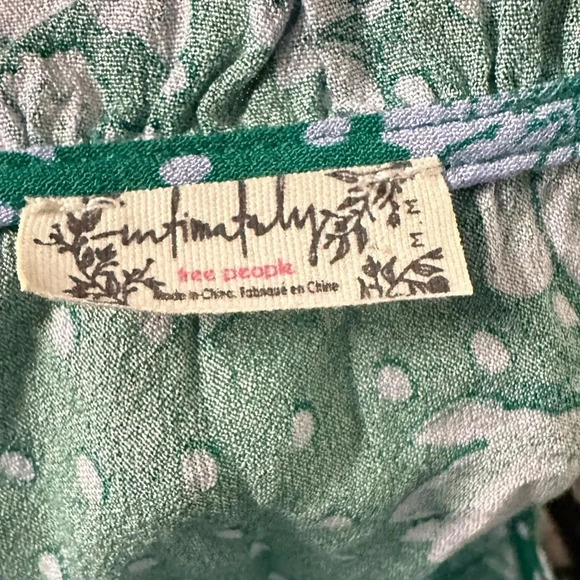 intimately
free people
Made in China. Fabriqué en Chine
M. M